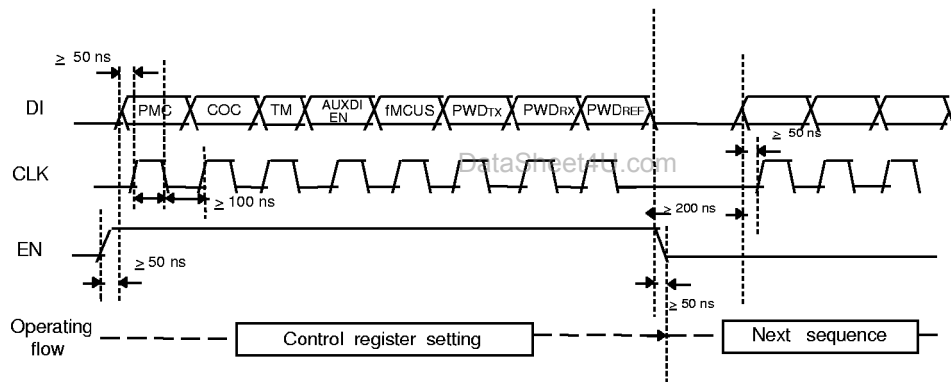 ≥ 50 ns
DI
PMC COC TM AUXDI EN fMCUS PWDTX PWDRX PWDREF
≥ 50 ns
DataSheet4U.com
CLK
≥ 100 ns
≥ 200 ns
EN
≥ 50 ns
≥ 50 ns
Operating flow
Control register setting
Next sequence